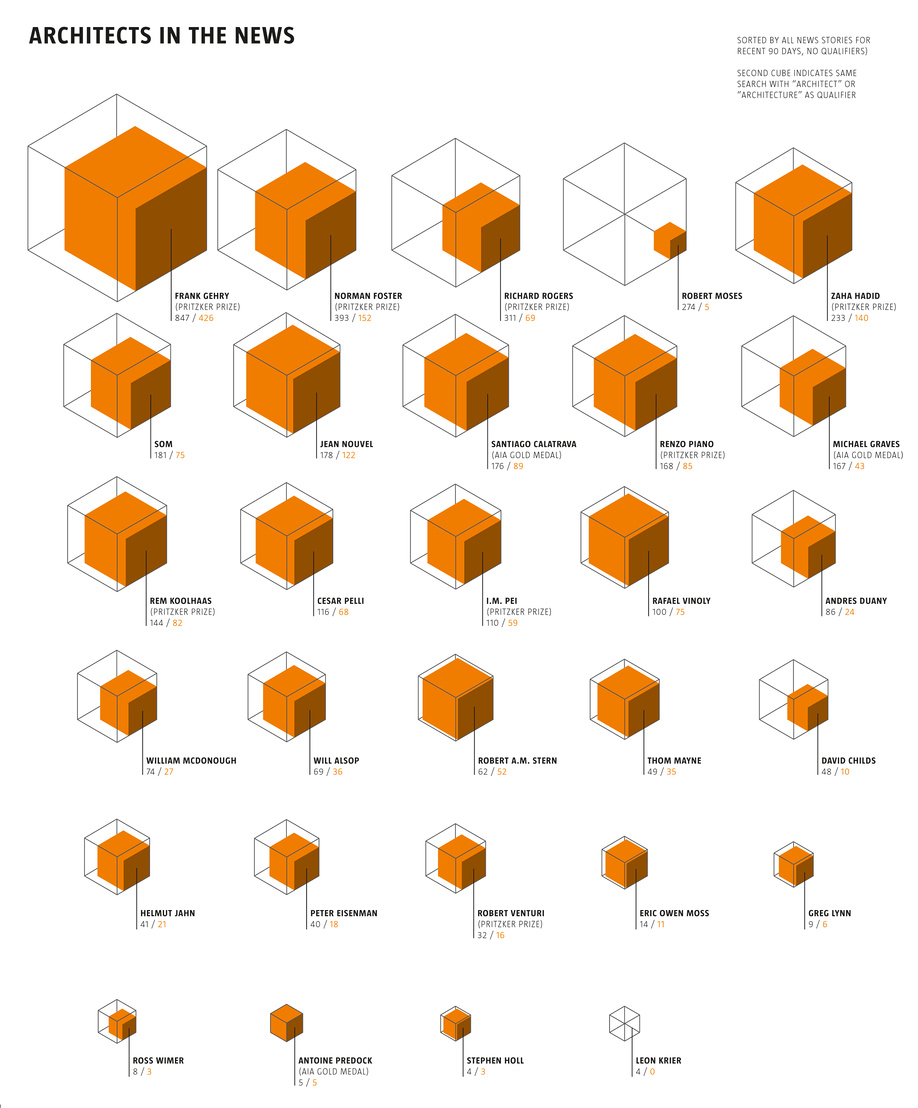 ARCHITECTS IN THE NEWS
SORTED BY ALL NEWS STORIES FOR
RECENT 90 DAYS, NO QUALIFIERS)
SECOND CUBE INDICATES SAME
SEARCH WITH "ARCHITECT" OR
"ARCHITECTURE" AS QUALIFIER
FRANK GEHRY
(PRITZKER PRIZE)
847 / 426
NORMAN FOSTER
(PRITZKER PRIZE)
393 / 152
RICHARD ROGERS
(PRITZKER PRIZE)
311 / 69
ROBERT MOSES
274 / 5
ZAHA HADID
(PRITZKER PRIZE)
233 / 140
SOM
181 / 75
JEAN NOUVEL
178 / 122
SANTIAGO CALATRAVA
(AIA GOLD MEDAL)
176 / 89
RENZO PIANO
(PRITZKER PRIZE)
168 / 85
MICHAEL GRAVES
(AIA GOLD MEDAL)
167 / 43
REM KOOLHAAS
(PRITZKER PRIZE)
144 / 82
CESAR PELLI
116 / 68
I.M. PEI
(PRITZKER PRIZE)
110 / 59
RAFAEL VINOLY
100 / 75
ANDRES DUANY
86 / 24
WILLIAM MCDONOUGH
74 / 27
WILL ALSOP
69 / 36
ROBERT A.M. STERN
62 / 52
THOM MAYNE
49 / 35
DAVID CHILDS
48 / 10
HELMUT JAHN
41 / 21
PETER EISENMAN
40 / 18
ROBERT VENTURI
(PRITZKER PRIZE)
32 / 16
ERIC OWEN MOSS
14 / 11
GREG LYNN
9 / 6
ROSS WIMER
8 / 3
ANTOINE PREDOCK
(AIA GOLD MEDAL)
5 / 5
STEPHEN HOLL
4 / 3
LEON KRIER
4 / 0